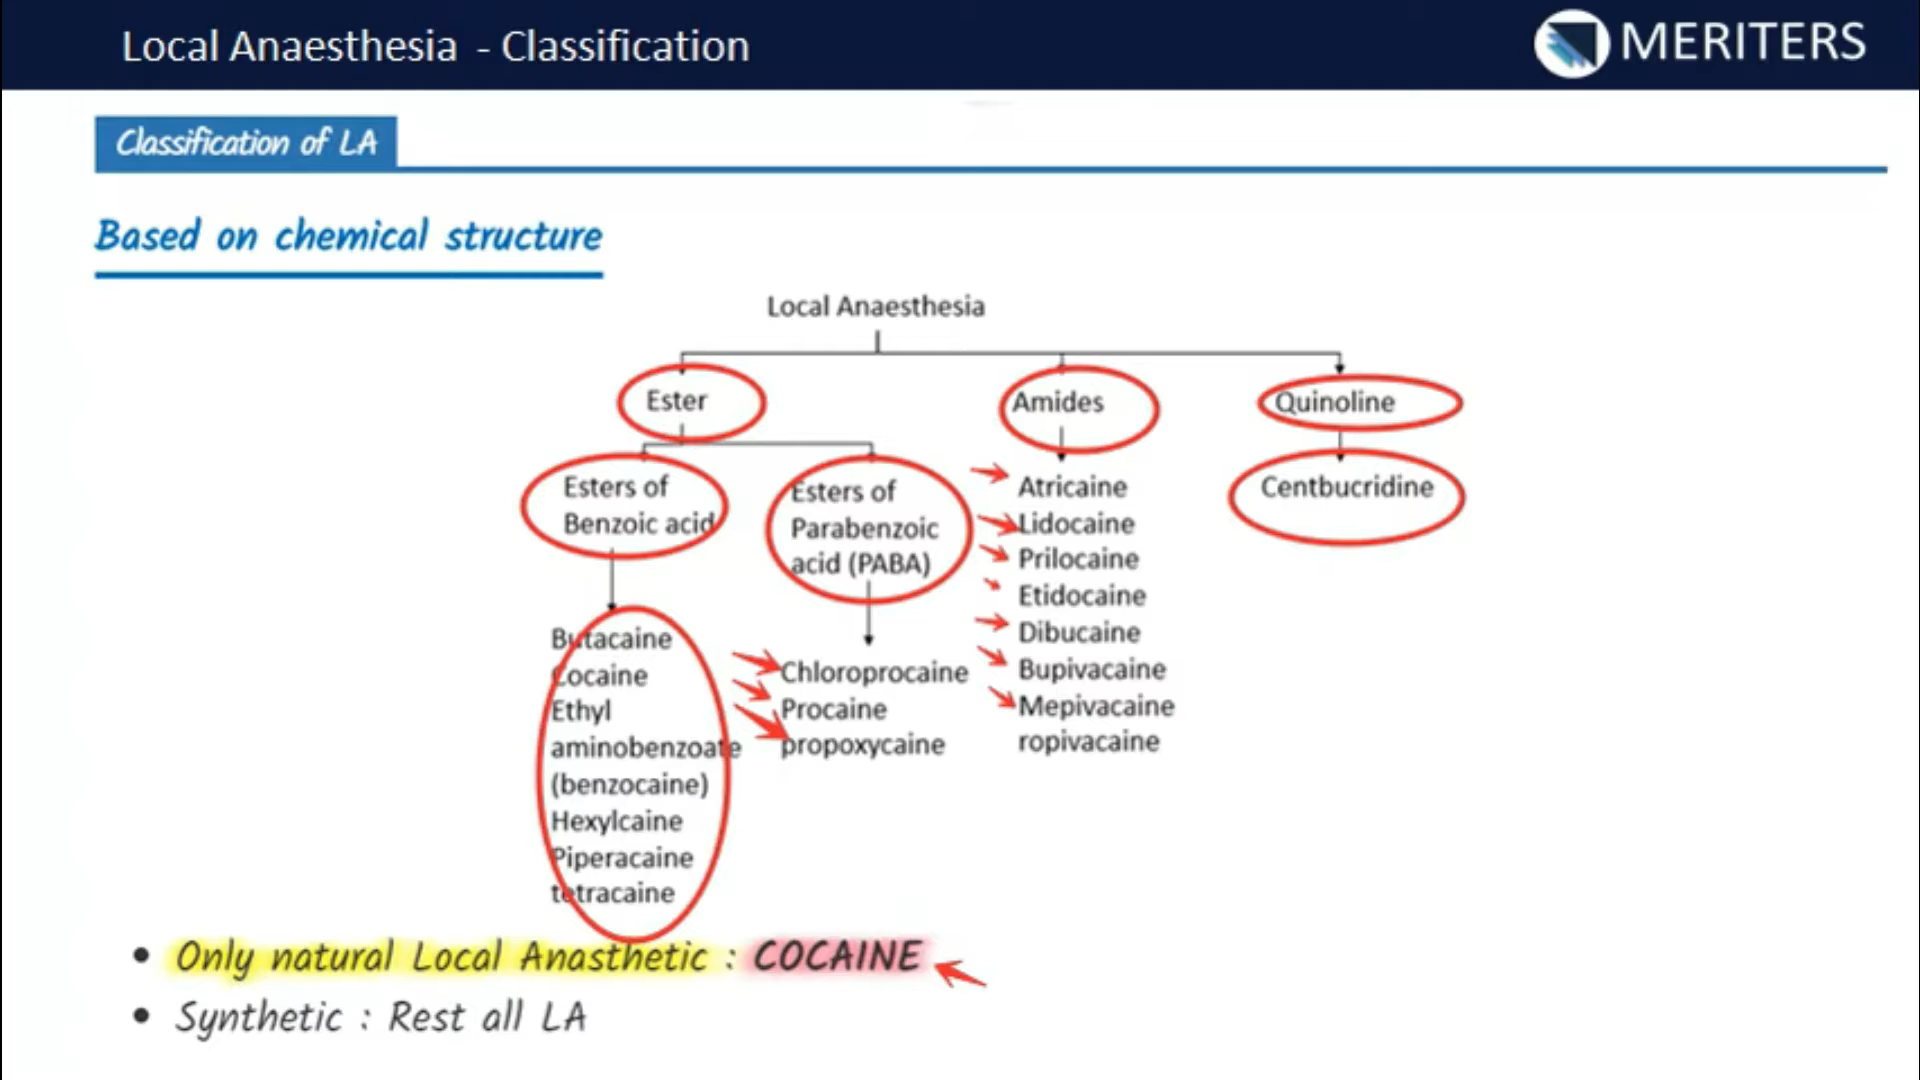 Local Anaesthesia - Classification
MERITERS
Classification of LA
Based on chemical structure
Local Anaesthesia
Ester
Amides
Quinoline
Esters of
Benzoic acid
Esters of
Parabenzoic
acid (PABA)
Atricaine
Lidocaine
Prilocaine
Etidocaine
Dibucaine
Bupivacaine
Mepivacaine
ropivacaine
Centbucridine
Butacaine
Cocaine
Ethyl
aminobenzoate
(benzocaine)
Hexylcaine
Piperacaine
tetracaine
Chloroprocaine
Procaine
propoxycaine
• Only natural Local Anasthetic : COCAINE
• Synthetic : Rest all LA